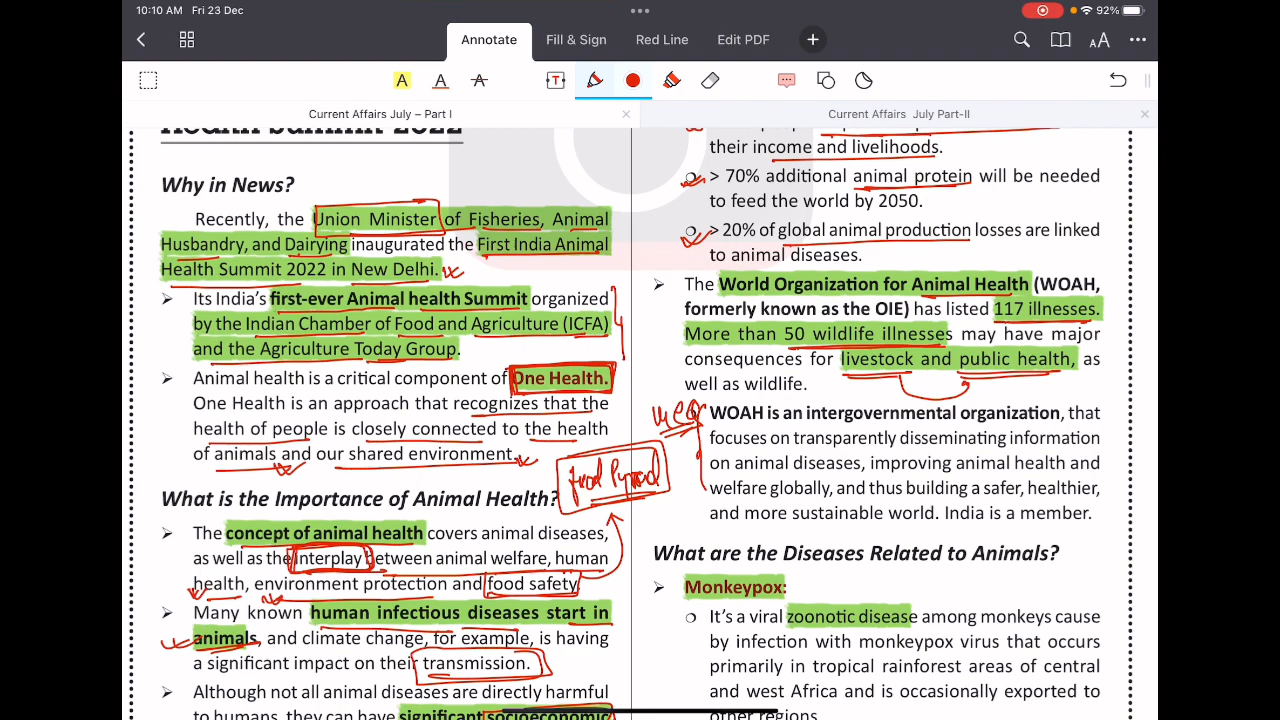 10:10 AM Fri 23 Dec
92%
Annotate
Fill & Sign
Red Line
Edit PDF
AA
A
A
A
T
Current Affairs July – Part I
Current Affairs July Part-II
Health Summit 2022
Why in News?
Recently, the Union Minister of Fisheries, Animal
Husbandry, and Dairying inaugurated the First India Animal
Health Summit 2022 in New Delhi.
Its India's first-ever Animal health Summit organized
by the Indian Chamber of Food and Agriculture (ICFA)
and the Agriculture Today Group.
Animal health is a critical component of One Health.
One Health is an approach that recognizes that the
health of people is closely connected to the health
of animals and our shared environment.
What is the Importance of Animal Health?
The concept of animal health covers animal diseases,
as well as the interplay between animal welfare, human
health, environment protection and food safety.
Many known human infectious diseases start in
animals, and climate change, for example, is having
a significant impact on their transmission.
Although not all animal diseases are directly harmful
to humans, they can have significant socioeconomic
food
their income and livelihoods.
> 70% additional animal protein will be needed
to feed the world by 2050.
> 20% of global animal production losses are linked
to animal diseases.
The World Organization for Animal Health (WOAH,
formerly known as the OIE) has listed 117 illnesses.
More than 50 wildlife illnesses may have major
consequences for livestock and public health, as
well as wildlife.
WOAH is an intergovernmental organization, that
focuses on transparently disseminating information
on animal diseases, improving animal health and
welfare globally, and thus building a safer, healthier,
and more sustainable world. India is a member.
What are the Diseases Related to Animals?
Monkeypox:
It's a viral zoonotic disease among monkeys cause
by infection with monkeypox virus that occurs
primarily in tropical rainforest areas of central
and west Africa and is occasionally exported to
other regions.